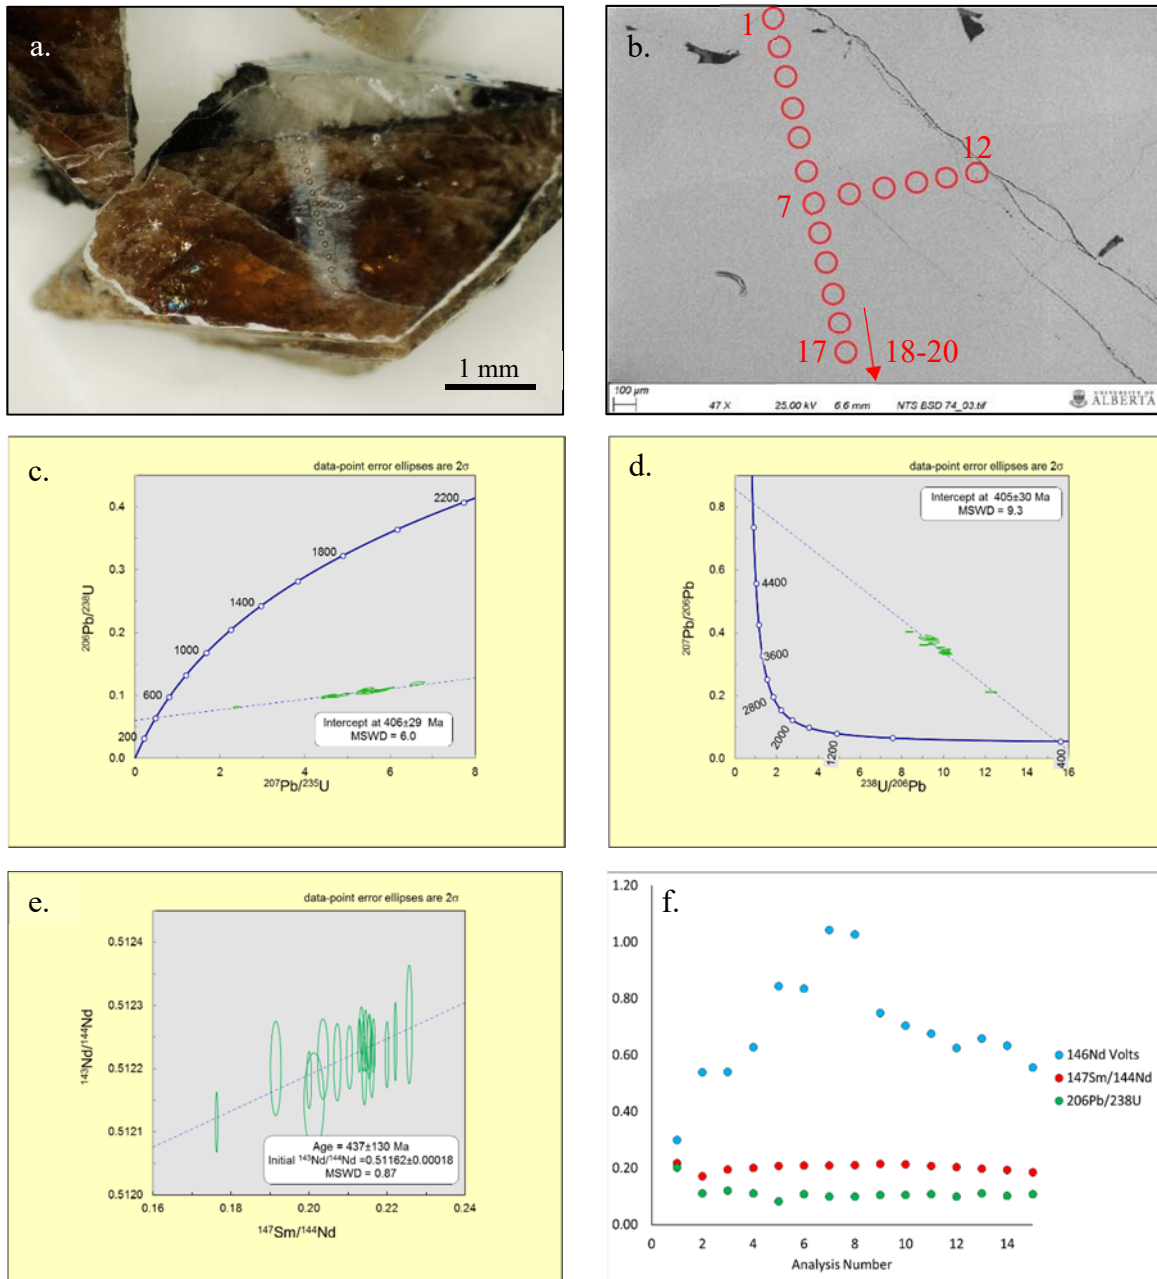 a.
1 mm
b.
1
12
7
17
18-20
100 µm
47 X 25.00 kV 6.6 mm NTS BSD 74_03.tif
UNIVERSITY OF
ALBERTA
c.
data-point error ellipses are 2σ
206Pb/238U
0.4
0.3
0.2
0.1
0.0
2200
1800
1400
1000
600
200
Intercept at 406±29 Ma
MSWD = 6.0
0 2 4 6 8
207Pb/235U
d.
data-point error ellipses are 2σ
Intercept at 405±30 Ma
MSWD = 9.3
207Pb/206Pb
0.8
0.6
0.4
0.2
0.0
4400
3600
2800
2000
1200
400
0 2 4 6 8 10 12 14 16
238U/206Pb
e.
data-point error ellipses are 2σ
143Nd/144Nd
0.5124
0.5123
0.5122
0.5121
0.5120
Age = 437±130 Ma
Initial 143Nd/144Nd =0.51162±0.00018
MSWD = 0.87
0.16 0.18 0.20 0.22 0.24
147Sm/144Nd
f.
1.20
1.00
0.80
0.60
0.40
0.20
0.00
146Nd Volts
147Sm/144Nd
206Pb/238U
0 2 4 6 8 10 12 14
Analysis Number